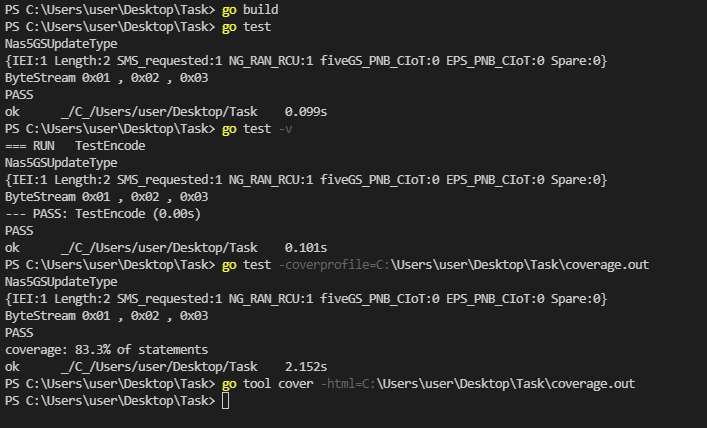 PS C:\Users\user\Desktop\Task> go build
PS C:\Users\user\Desktop\Task> go test
Nas5GSUpdateType
{IEI:1 Length:2 SMS_requested:1 NG_RAN_RCU:1 fiveGS_PNB_CIoT:0 EPS_PNB_CIoT:0 Spare:0}
ByteStream 0x01 , 0x02 , 0x03
PASS
ok      _/C_/Users/user/Desktop/Task    0.099s
PS C:\Users\user\Desktop\Task> go test -v
=== RUN   TestEncode
Nas5GSUpdateType
{IEI:1 Length:2 SMS_requested:1 NG_RAN_RCU:1 fiveGS_PNB_CIoT:0 EPS_PNB_CIoT:0 Spare:0}
ByteStream 0x01 , 0x02 , 0x03
--- PASS: TestEncode (0.00s)
PASS
ok      _/C_/Users/user/Desktop/Task    0.101s
PS C:\Users\user\Desktop\Task> go test -coverprofile=C:\Users\user\Desktop\Task\coverage.out
Nas5GSUpdateType
{IEI:1 Length:2 SMS_requested:1 NG_RAN_RCU:1 fiveGS_PNB_CIoT:0 EPS_PNB_CIoT:0 Spare:0}
ByteStream 0x01 , 0x02 , 0x03
PASS
coverage: 83.3% of statements
ok      _/C_/Users/user/Desktop/Task    2.152s
PS C:\Users\user\Desktop\Task> go tool cover -html=C:\Users\user\Desktop\Task\coverage.out
PS C:\Users\user\Desktop\Task>